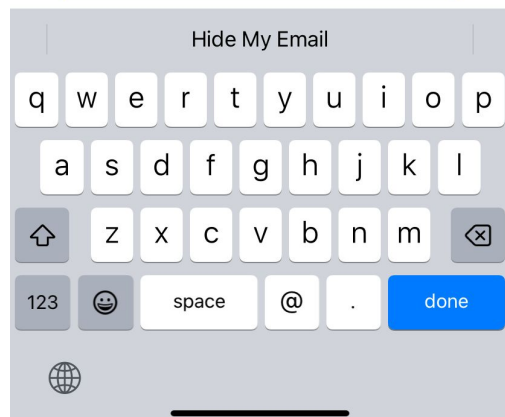 Hide My Email
q w e r t y u i o p
a s d f g h j k l
z x c v b n m
123 space @ . done